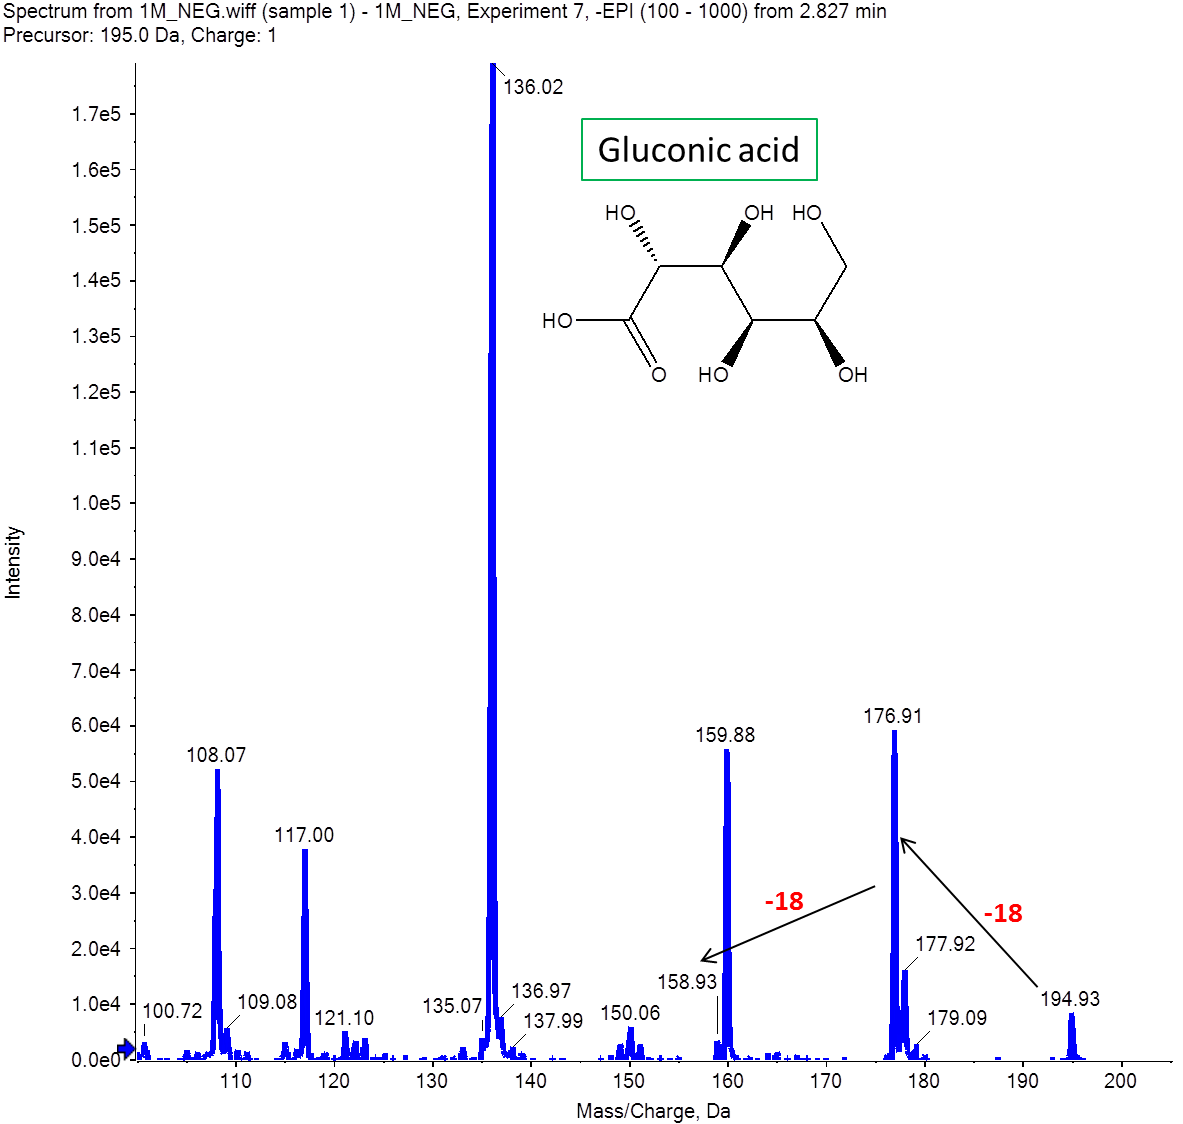 Spectrum from 1M_NEG.wiff (sample 1) - 1M_NEG, Experiment 7, -EPI (100 - 1000) from 2.827 min
Precursor: 195.0 Da, Charge: 1
136.02
1.7e5
Gluconic acid
1.6e5
1.5e5
HO
OH
HO
1.4e5
1.3e5
HO
1.2e5
O
HO
OH
1.1e5
1.0e5
9.0e4
Intensity
8.0e4
7.0e4
6.0e4
176.91
159.88
108.07
5.0e4
4.0e4
117.00
3.0e4
-18
-18
2.0e4
177.92
158.93
194.93
1.0e4
100.72
109.08
135.07
136.97
150.06
121.10
137.99
179.09
0.0e0
110 120 130 140 150 160 170 180 190 200
Mass/Charge, Da